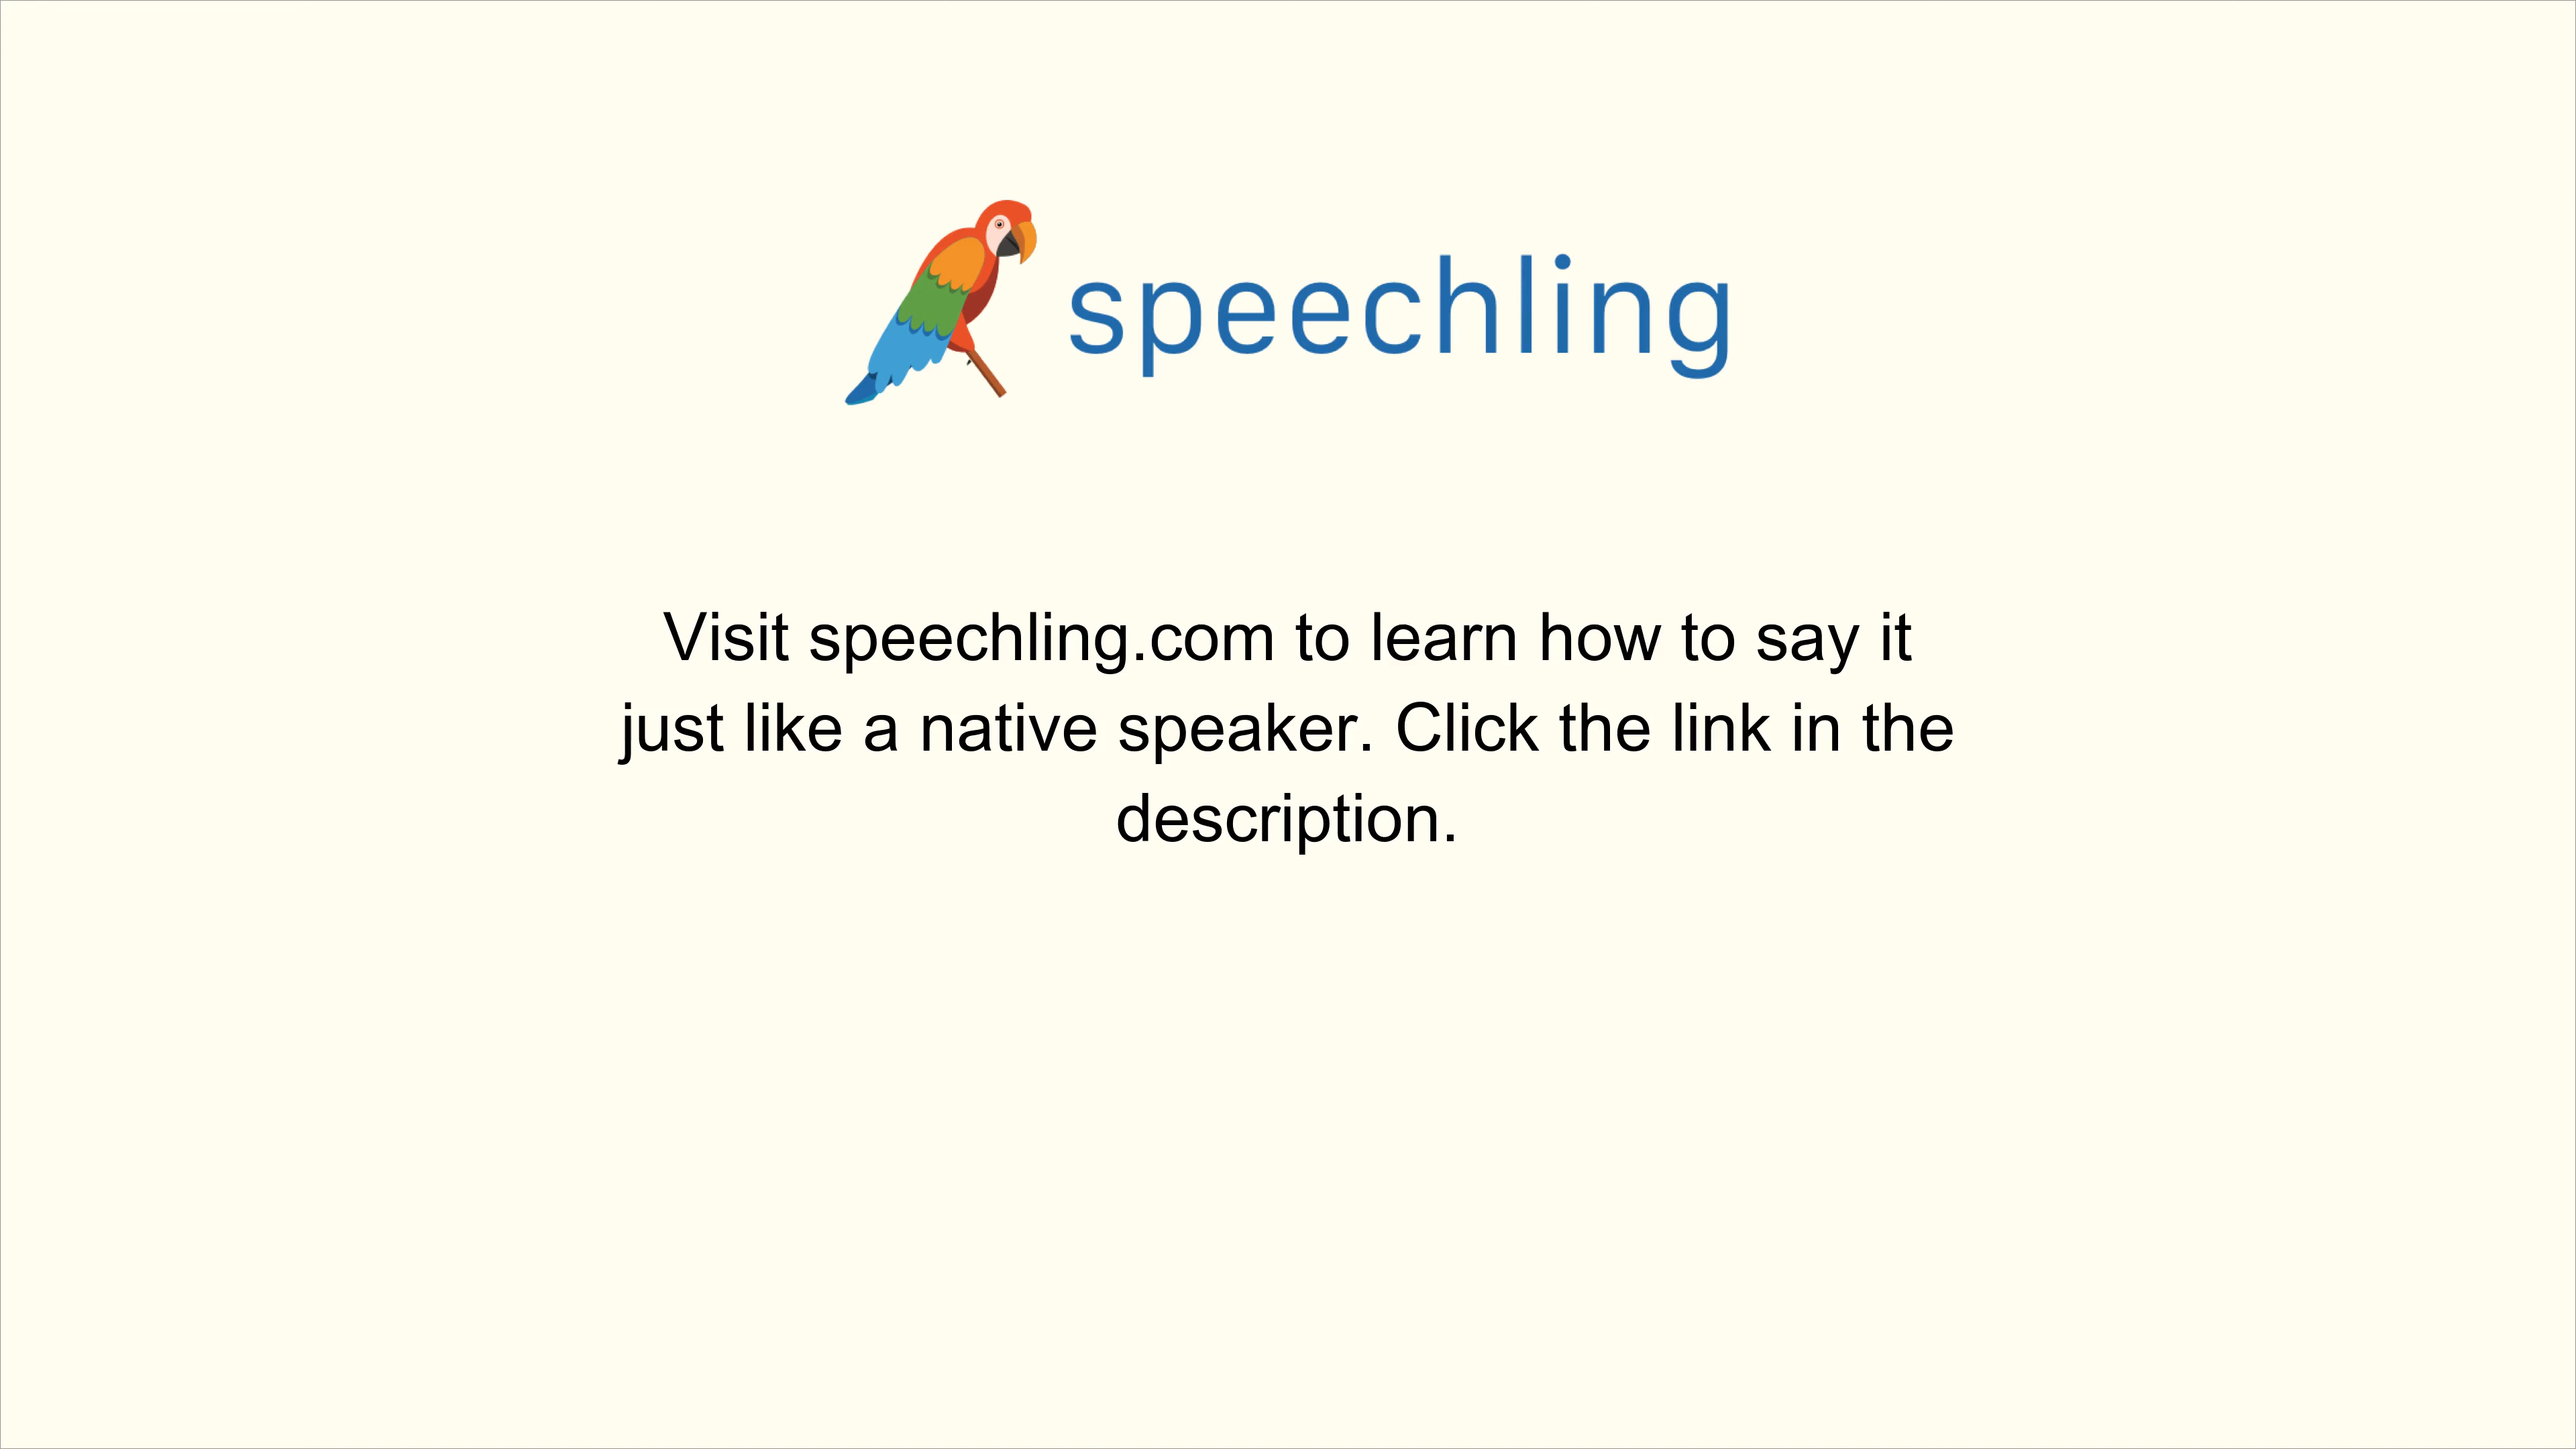 speechling
Visit speechling.com to learn how to say it
just like a native speaker. Click the link in the
description.